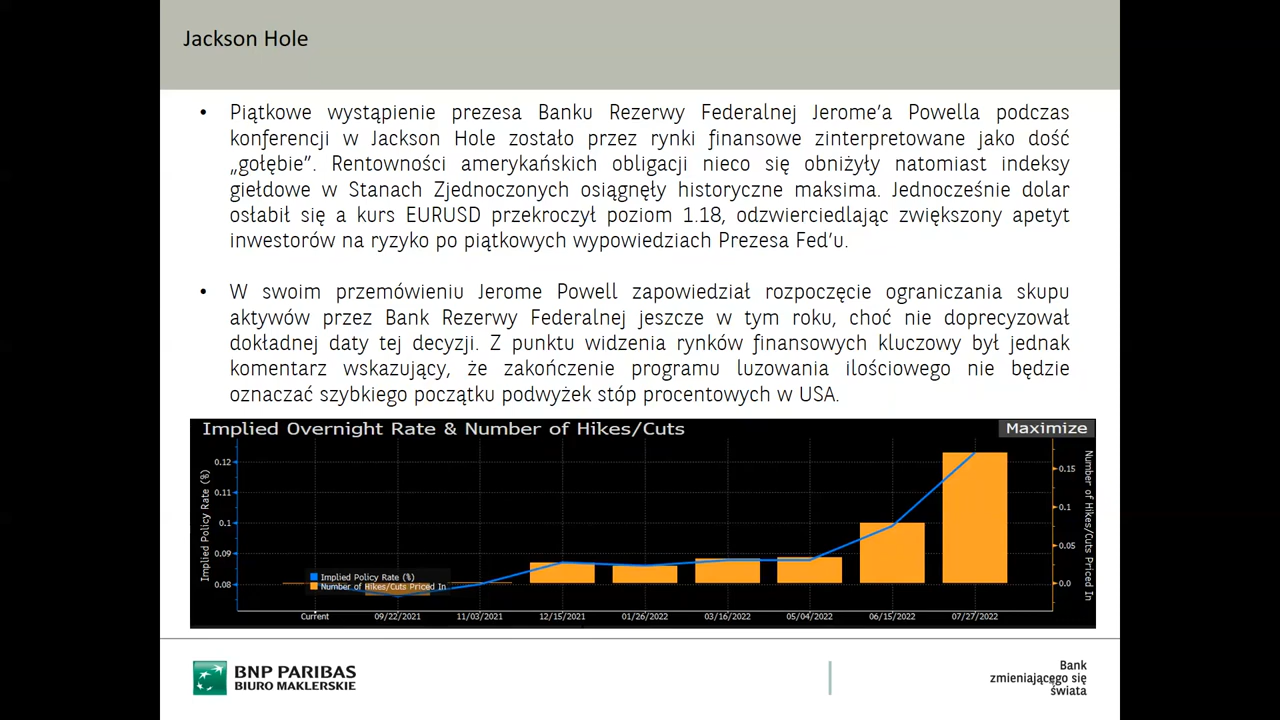 Jackson Hole
• Piątkowe wystąpienie prezesa Banku Rezerwy Federalnej Jerome’a Powella podczas
konferencji w Jackson Hole zostało przez rynki finansowe zinterpretowane jako dość
„gołębie”. Rentowności amerykańskich obligacji nieco się obniżyły natomiast indeksy
giełdowe w Stanach Zjednoczonych osiągnęły historyczne maksima. Jednocześnie dolar
osłabił się a kurs EURUSD przekroczył poziom 1.18, odzwierciedlając zwiększony apetyt
inwestorów na ryzyko po piątkowych wypowiedziach Prezesa Fed’u.
• W swoim przemówieniu Jerome Powell zapowiedział rozpoczęcie ograniczania skupu
aktywów przez Bank Rezerwy Federalnej jeszcze w tym roku, choć nie doprecyzował
dokładnej daty tej decyzji. Z punktu widzenia rynków finansowych kluczowy był jednak
komentarz wskazujący, że zakończenie programu luzowania ilościowego nie będzie
oznaczać szybkiego początku podwyżek stóp procentowych w USA.
Implied Overnight Rate & Number of Hikes/Cuts
Maximize
Implied Policy Rate (%)
0.12
0.11
0.1
0.09
0.08
Implied Policy Rate (%)
Number of Hikes/Cuts Priced In
0.15
0.1
0.05
0.0
Number of Hikes/Cuts Priced In
Current 09/22/2021 11/03/2021 12/15/2021 01/26/2022 03/16/2022 05/04/2022 06/15/2022 07/27/2022
BNP PARIBAS
BIURO MAKLERSKIE
Bank
zmieniającego się
świata